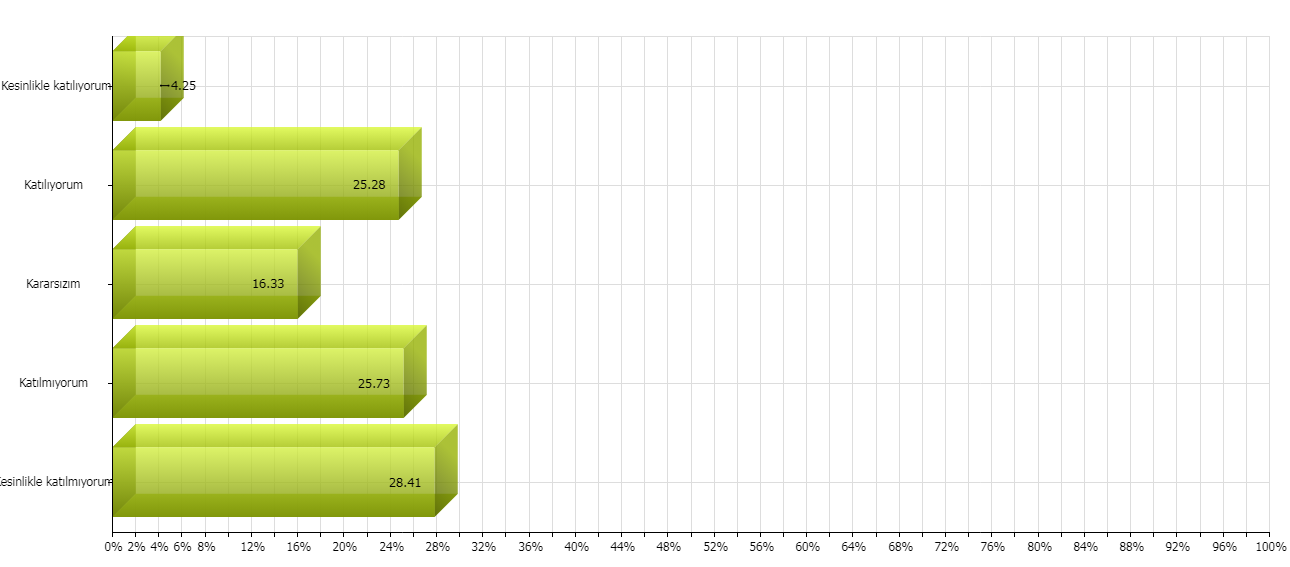 Kesinlikle katılıyorum
4.25
Katılıyorum
25.28
Kararsızım
16.33
Katılmıyorum
25.73
esinlikle katılmıyorum
28.41
0% 2% 4% 6% 8% 12% 16% 20% 24% 28% 32% 36% 40% 44% 48% 52% 56% 60% 64% 68% 72% 76% 80% 84% 88% 92% 96% 100%